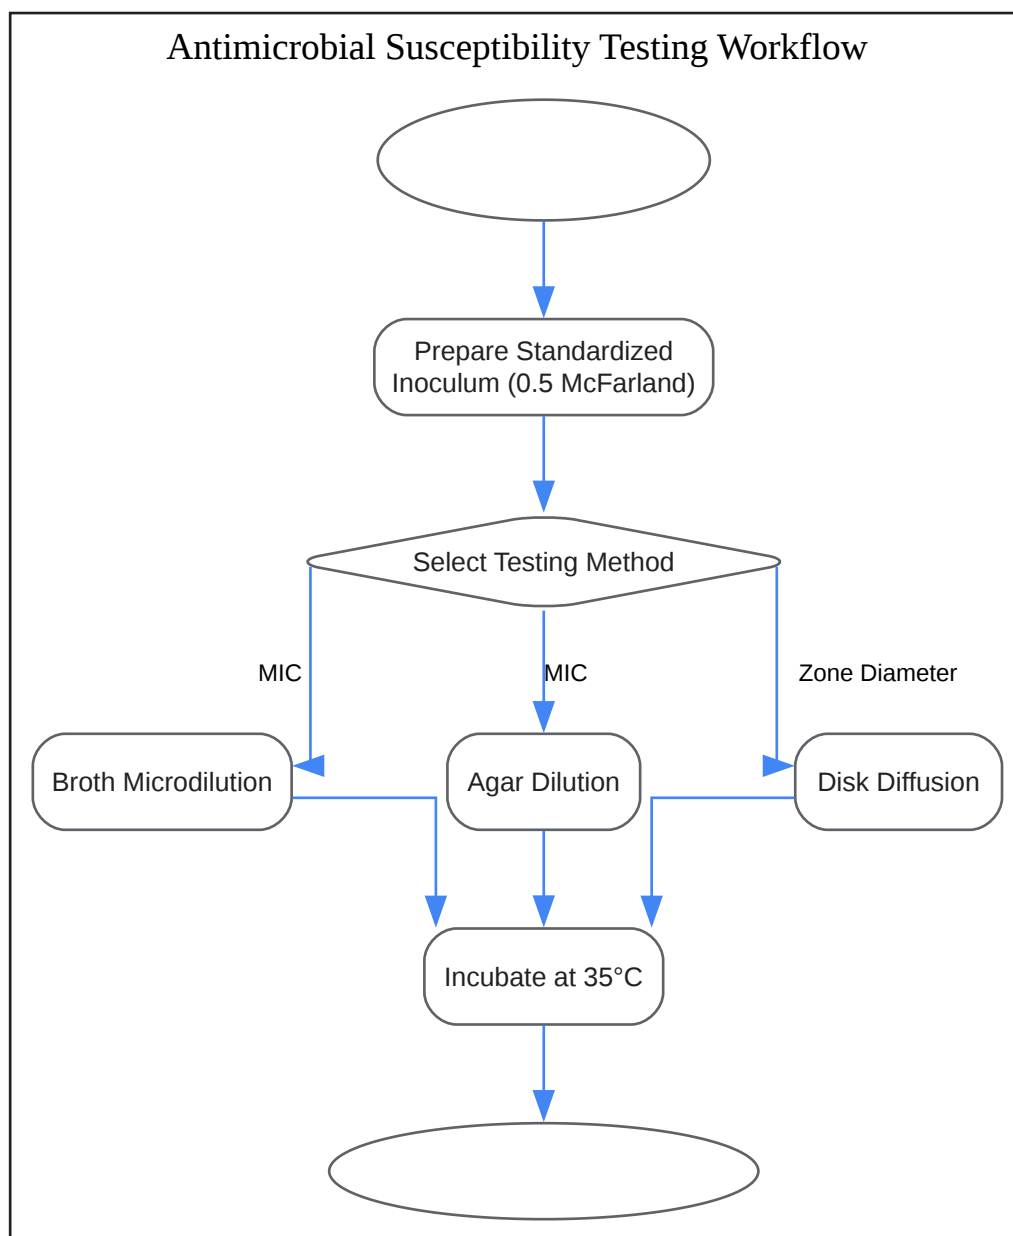 Antimicrobial Susceptibility Testing Workflow
Prepare Standardized
Inoculum (0.5 McFarland)
Select Testing Method
MIC
MIC
Zone Diameter
Broth Microdilution
Agar Dilution
Disk Diffusion
Incubate at 35°C